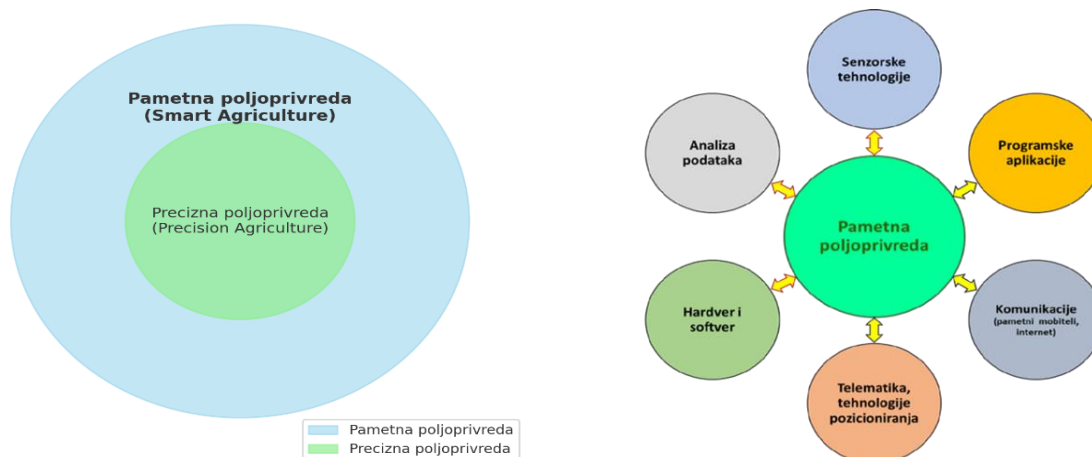 Pametna poljoprivreda
(Smart Agriculture)
Precizna poljoprivreda
(Precision Agriculture)
Pametna poljoprivreda
Precizna poljoprivreda
Senzorske
tehnologije
Analiza
podataka
Programske
aplikacije
Pametna
poljoprivreda
Hardver i
softver
Komunikacije
(pametni mobiteli,
internet)
Telematika,
tehnologije
pozicioniranja